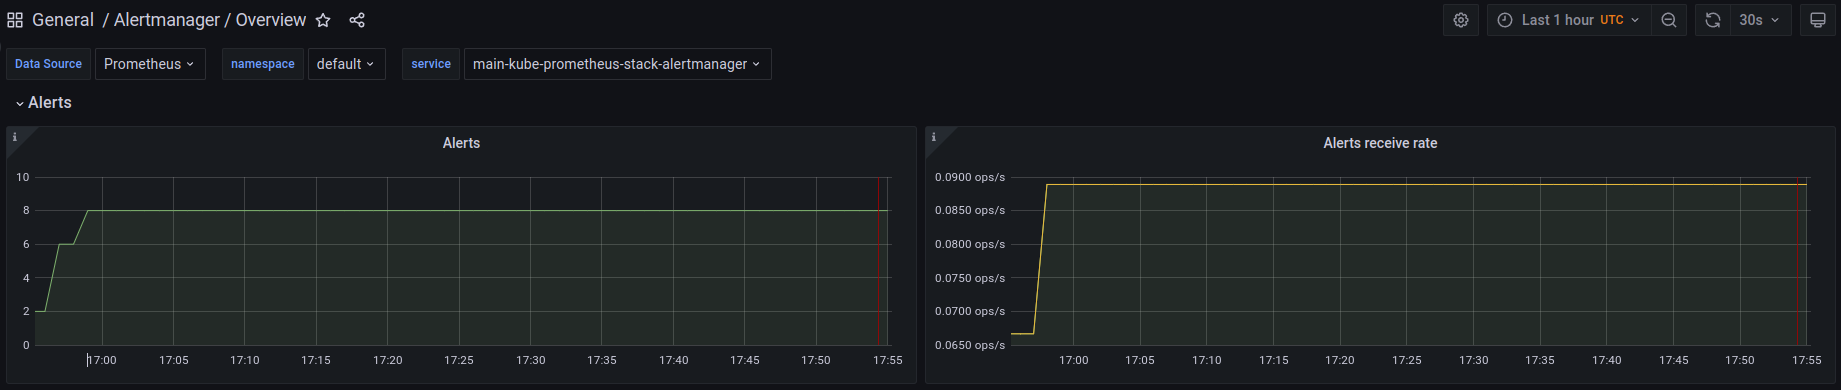 General / Alertmanager / Overview
Last 1 hour UTC
30s
Data Source Prometheus namespace default service main-kube-prometheus-stack-alertmanager
Alerts
i
Alerts
10
8
6
4
2
0
17:00 17:05 17:10 17:15 17:20 17:25 17:30 17:35 17:40 17:45 17:50 17:55
i
Alerts receive rate
0.0900 ops/s
0.0850 ops/s
0.0800 ops/s
0.0750 ops/s
0.0700 ops/s
0.0650 ops/s
17:00 17:05 17:10 17:15 17:20 17:25 17:30 17:35 17:40 17:45 17:50 17:55